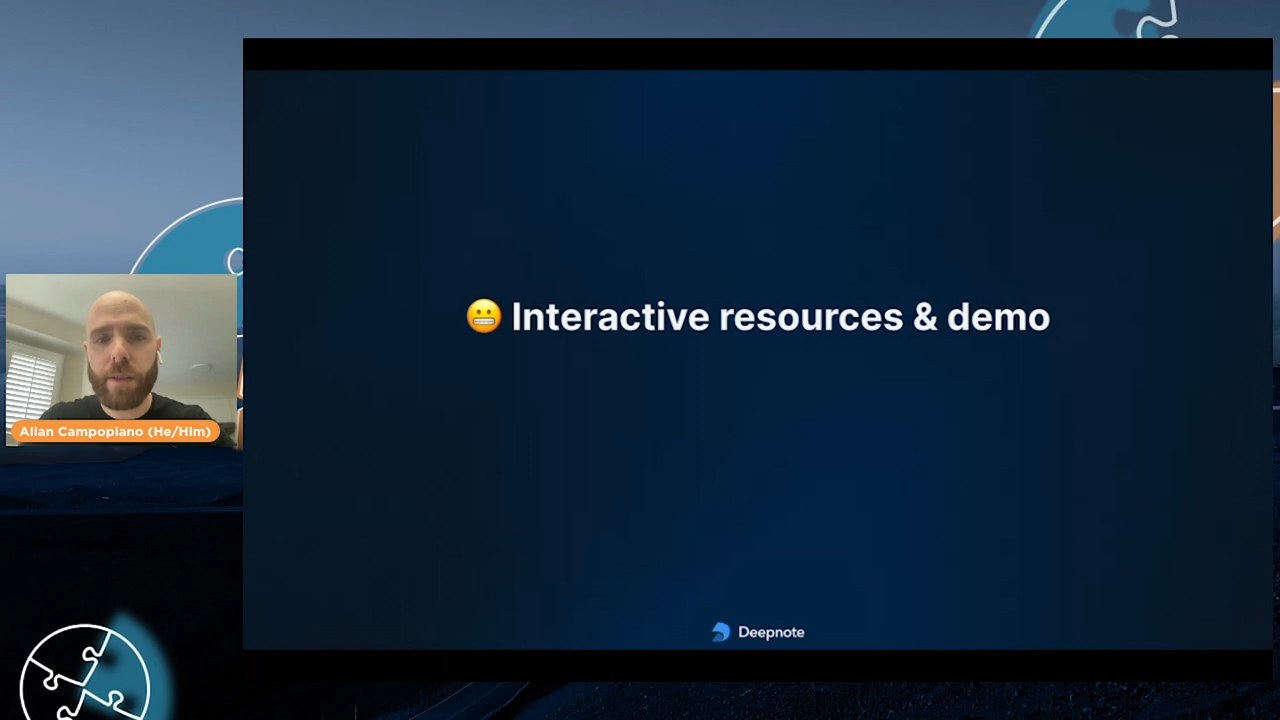 😬 Interactive resources & demo
Allan Campopiano (He/Him)
Deepnote